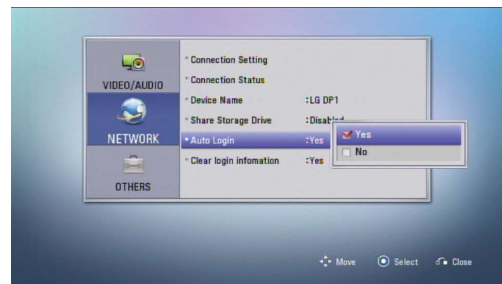 VIDEO/AUDIO
NETWORK
OTHERS
Connection Setting
Connection Status
Device Name :LG DP1
Share Storage Drive :Disabled
Auto Login :Yes
Clear login infomation :Yes
Yes
No
Move Select Close